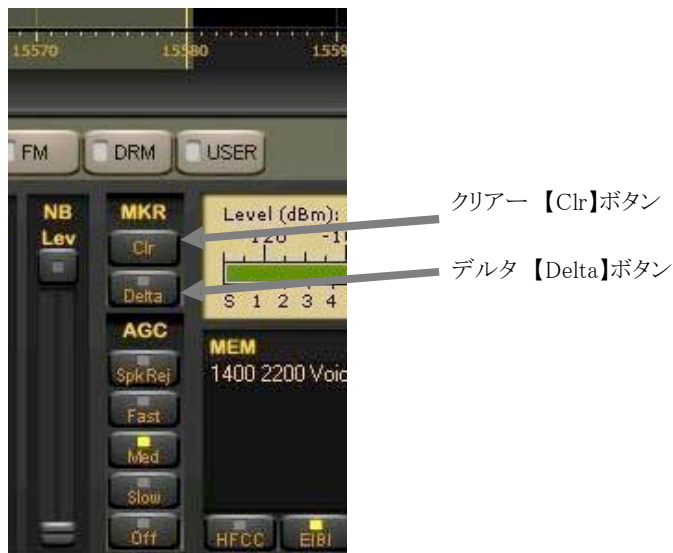 15570 15580 1559
FM DRM USER
クリアー 【Clr】ボタン
デルタ 【Delta】ボタン
NB
Lev
MKR
Clr
Delta
AGC
SpkRej
Fast
Med
Slow
Off
Level (dBm):
S 1 2 3 4
MEM
1400 2200 Voic
HFCC EIBI